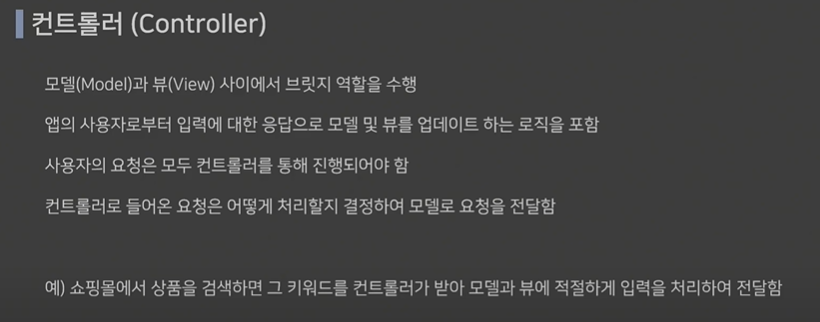 컨트롤러 (Controller)
모델(Model)과 뷰(View) 사이에서 브릿지 역할을 수행
앱의 사용자로부터 입력에 대한 응답으로 모델 및 뷰를 업데이트 하는 로직을 포함
사용자의 요청은 모두 컨트롤러를 통해 진행되어야 함
컨트롤러로 들어온 요청은 어떻게 처리할지 결정하여 모델로 요청을 전달함
예) 쇼핑몰에서 상품을 검색하면 그 키워드를 컨트롤러가 받아 모델과 뷰에 적절하게 입력을 처리하여 전달함